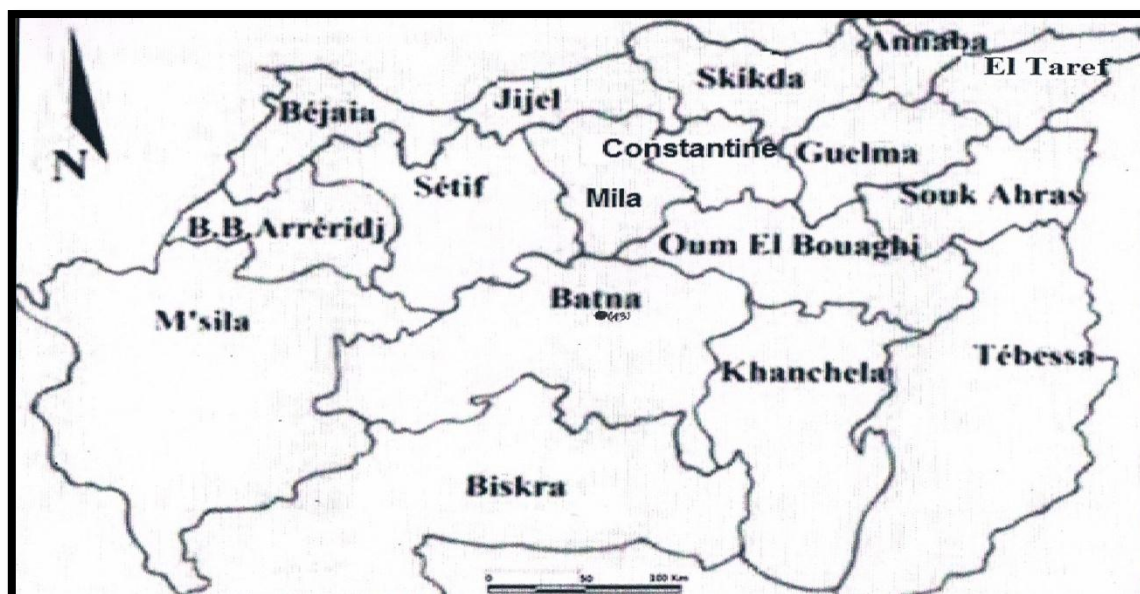 Annaba
El Taref
Skikda
Jijel
Béjaia
N
Constantine
Guelma
Sétif
Mila
Souk Ahras
B.B.Arréridj
Oum El Bouaghi
Batna
M'sila
Tébessa
Khanchela
Biskra
0 50 100 Km